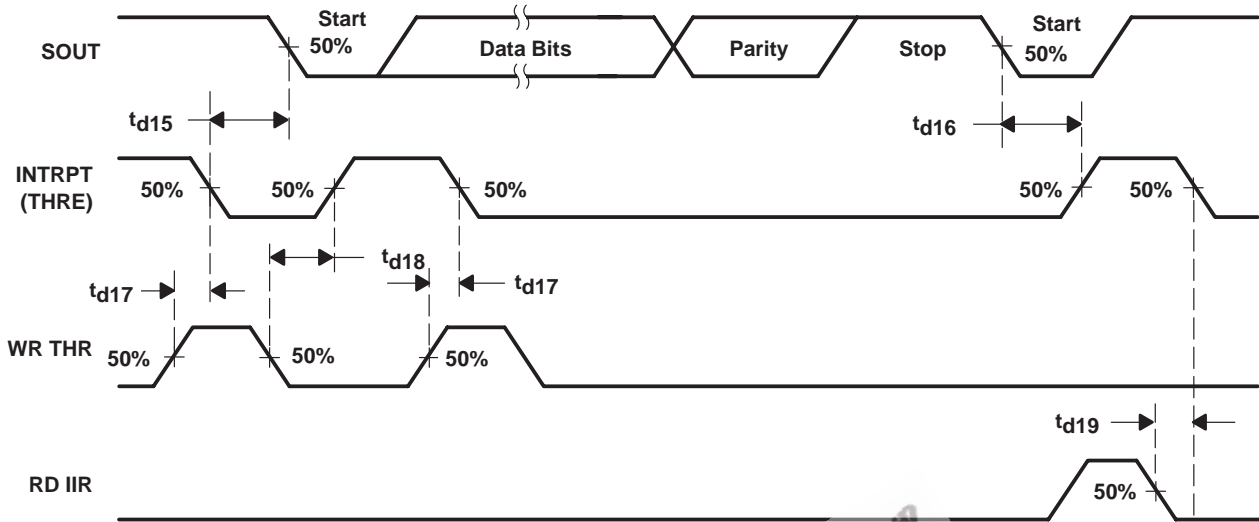 Start
SOUT
50%
Data Bits
Parity
Stop
Start
50%
td15
td16
INTRPT
(THRE)
50%
50%
50%
50%
50%
td17
td18
td17
WR THR
50%
50%
50%
td19
RD IIR
50%